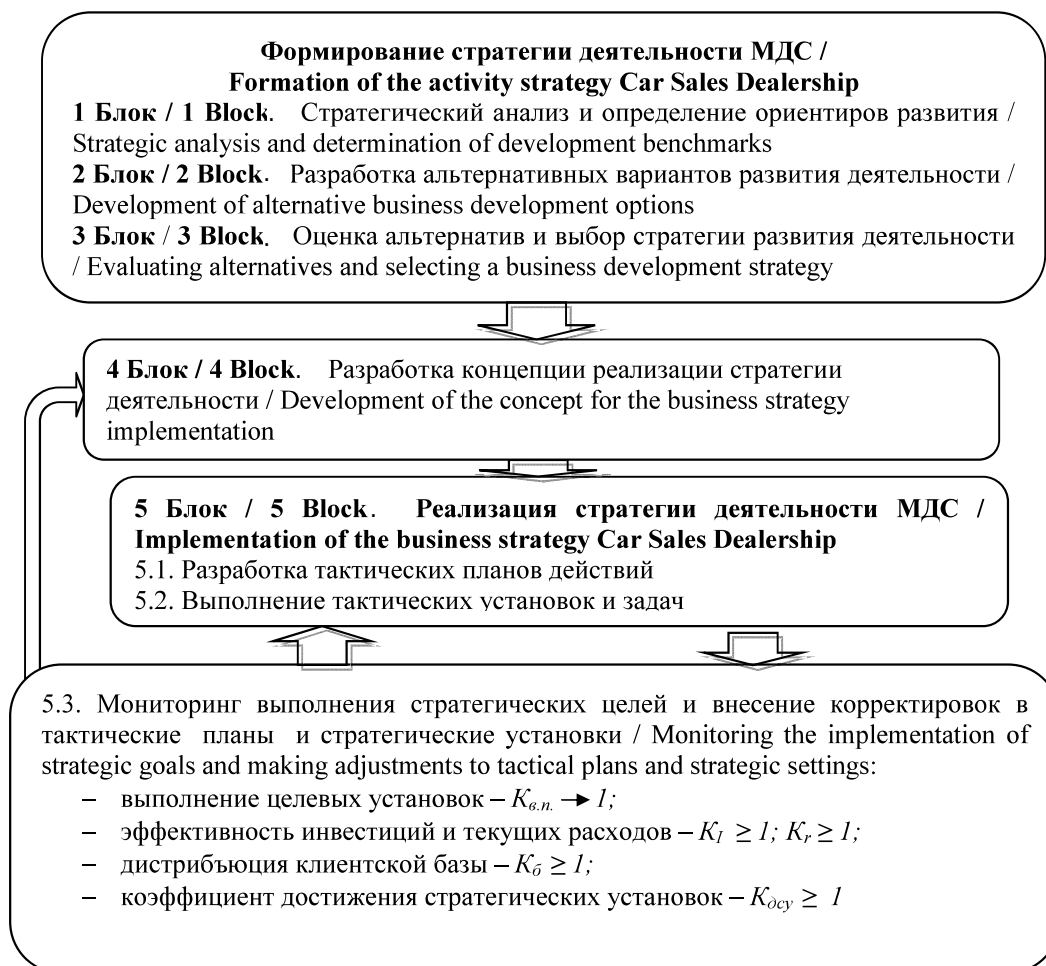 Формирование стратегии деятельности МДС /
Formation of the activity strategy Car Sales Dealership
1 Блок / 1 Block. Стратегический анализ и определение ориентиров развития /
Strategic analysis and determination of development benchmarks
2 Блок / 2 Block. Разработка альтернативных вариантов развития деятельности /
Development of alternative business development options
3 Блок / 3 Block. Оценка альтернатив и выбор стратегии развития деятельности
/ Evaluating alternatives and selecting a business development strategy
4 Блок / 4 Block. Разработка концепции реализации стратегии
деятельности / Development of the concept for the business strategy
implementation
5 Блок / 5 Block. Реализация стратегии деятельности МДС /
Implementation of the business strategy Car Sales Dealership
5.1. Разработка тактических планов действий
5.2. Выполнение тактических установок и задач
5.3. Мониторинг выполнения стратегических целей и внесение корректировок в
тактические планы и стратегические установки / Monitoring the implementation of
strategic goals and making adjustments to tactical plans and strategic settings:
– выполнение целевых установок – Kв.п. → 1;
– эффективность инвестиций и текущих расходов – KI ≥ 1; Kr ≥ 1;
– дистрибъюция клиентской базы – Kб ≥ 1;
– коэффициент достижения стратегических установок – Kдсу ≥ 1